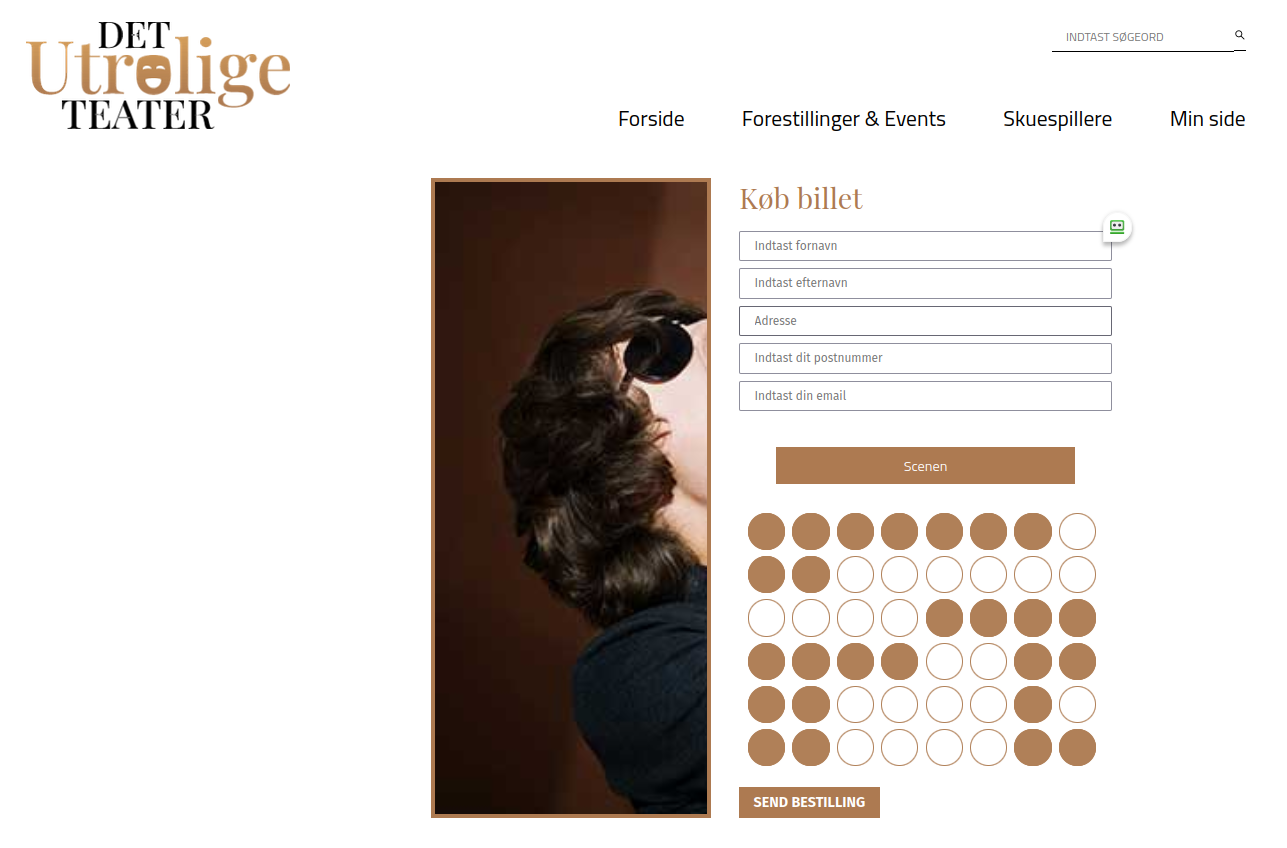 DET
Utrolige
TEATER
INDTAST SØGEORD
Forside Forestillinger & Events Skuespillere Min side
Køb billet
Indtast fornavn
Indtast efternavn
Adresse
Indtast dit postnummer
Indtast din email
Scenen
SEND BESTILLING